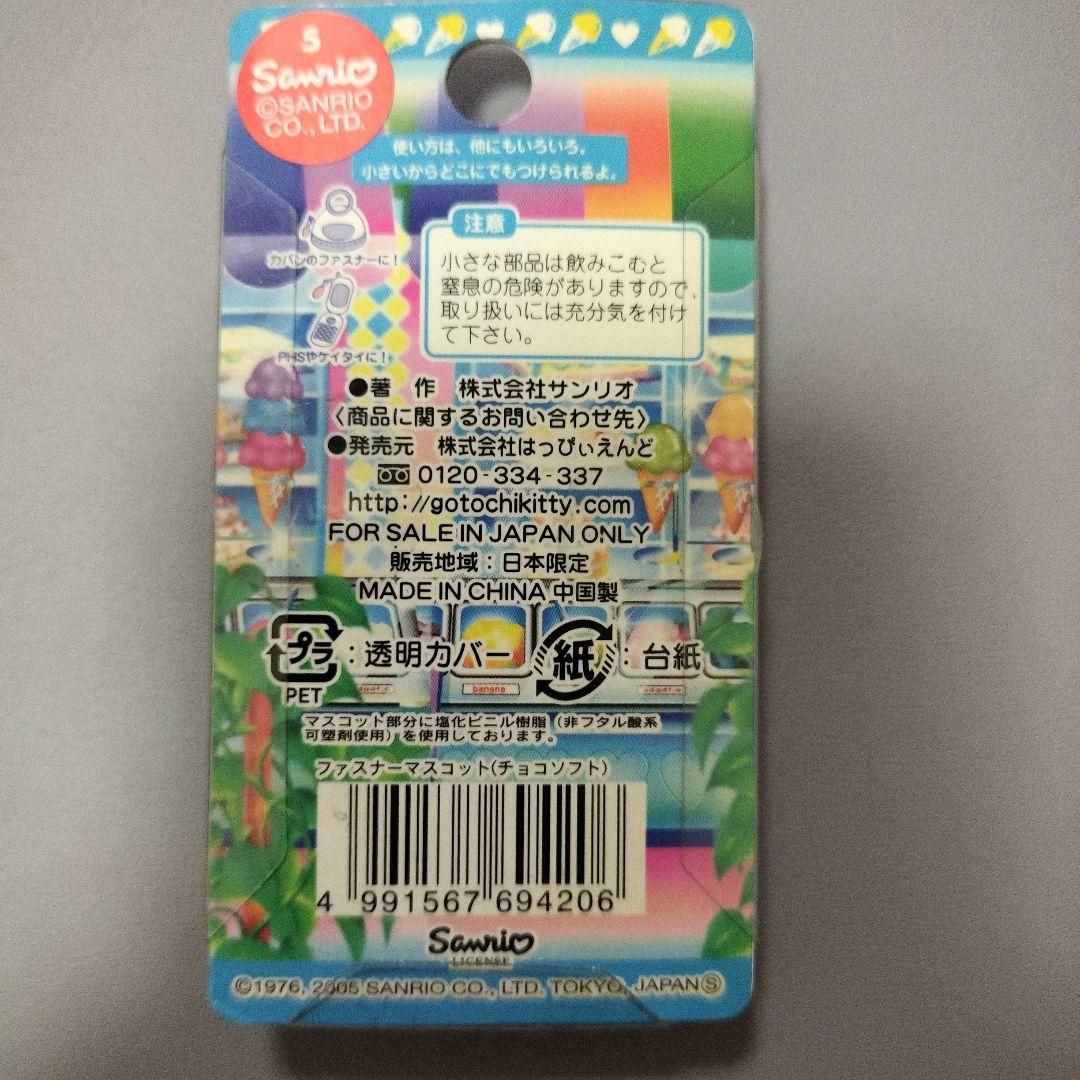 5
Sanrio
©SANRIO
CO., LTD.
使い方は、他にもいろいろ。
小さいからどこにでもつけられるよ。
カバンのファスナーに!
PHSやケイタイに!
注意
小さな部品は飲みこむと
窒息の危険がありますので、
取り扱いには充分気を付け
て下さい。
●著 作 株式会社サンリオ
〈商品に関するお問い合わせ先〉
●発売元 株式会社はっぴぃえんど
0120-334-337
http://gotochikitty.com
FOR SALE IN JAPAN ONLY
販売地域:日本限定
MADE IN CHINA 中国製
プラ:透明カバー 紙:台紙
PET
banana
マスコット部分に塩化ビニル樹脂(非フタル酸系
可塑剤使用)を使用しております。
ファスナーマスコット(チョコソフト)
4 991567 694206
Sanrio
LICENSE
©1976, 2005 SANRIO CO., LTD. TOKYO, JAPAN Ⓢ